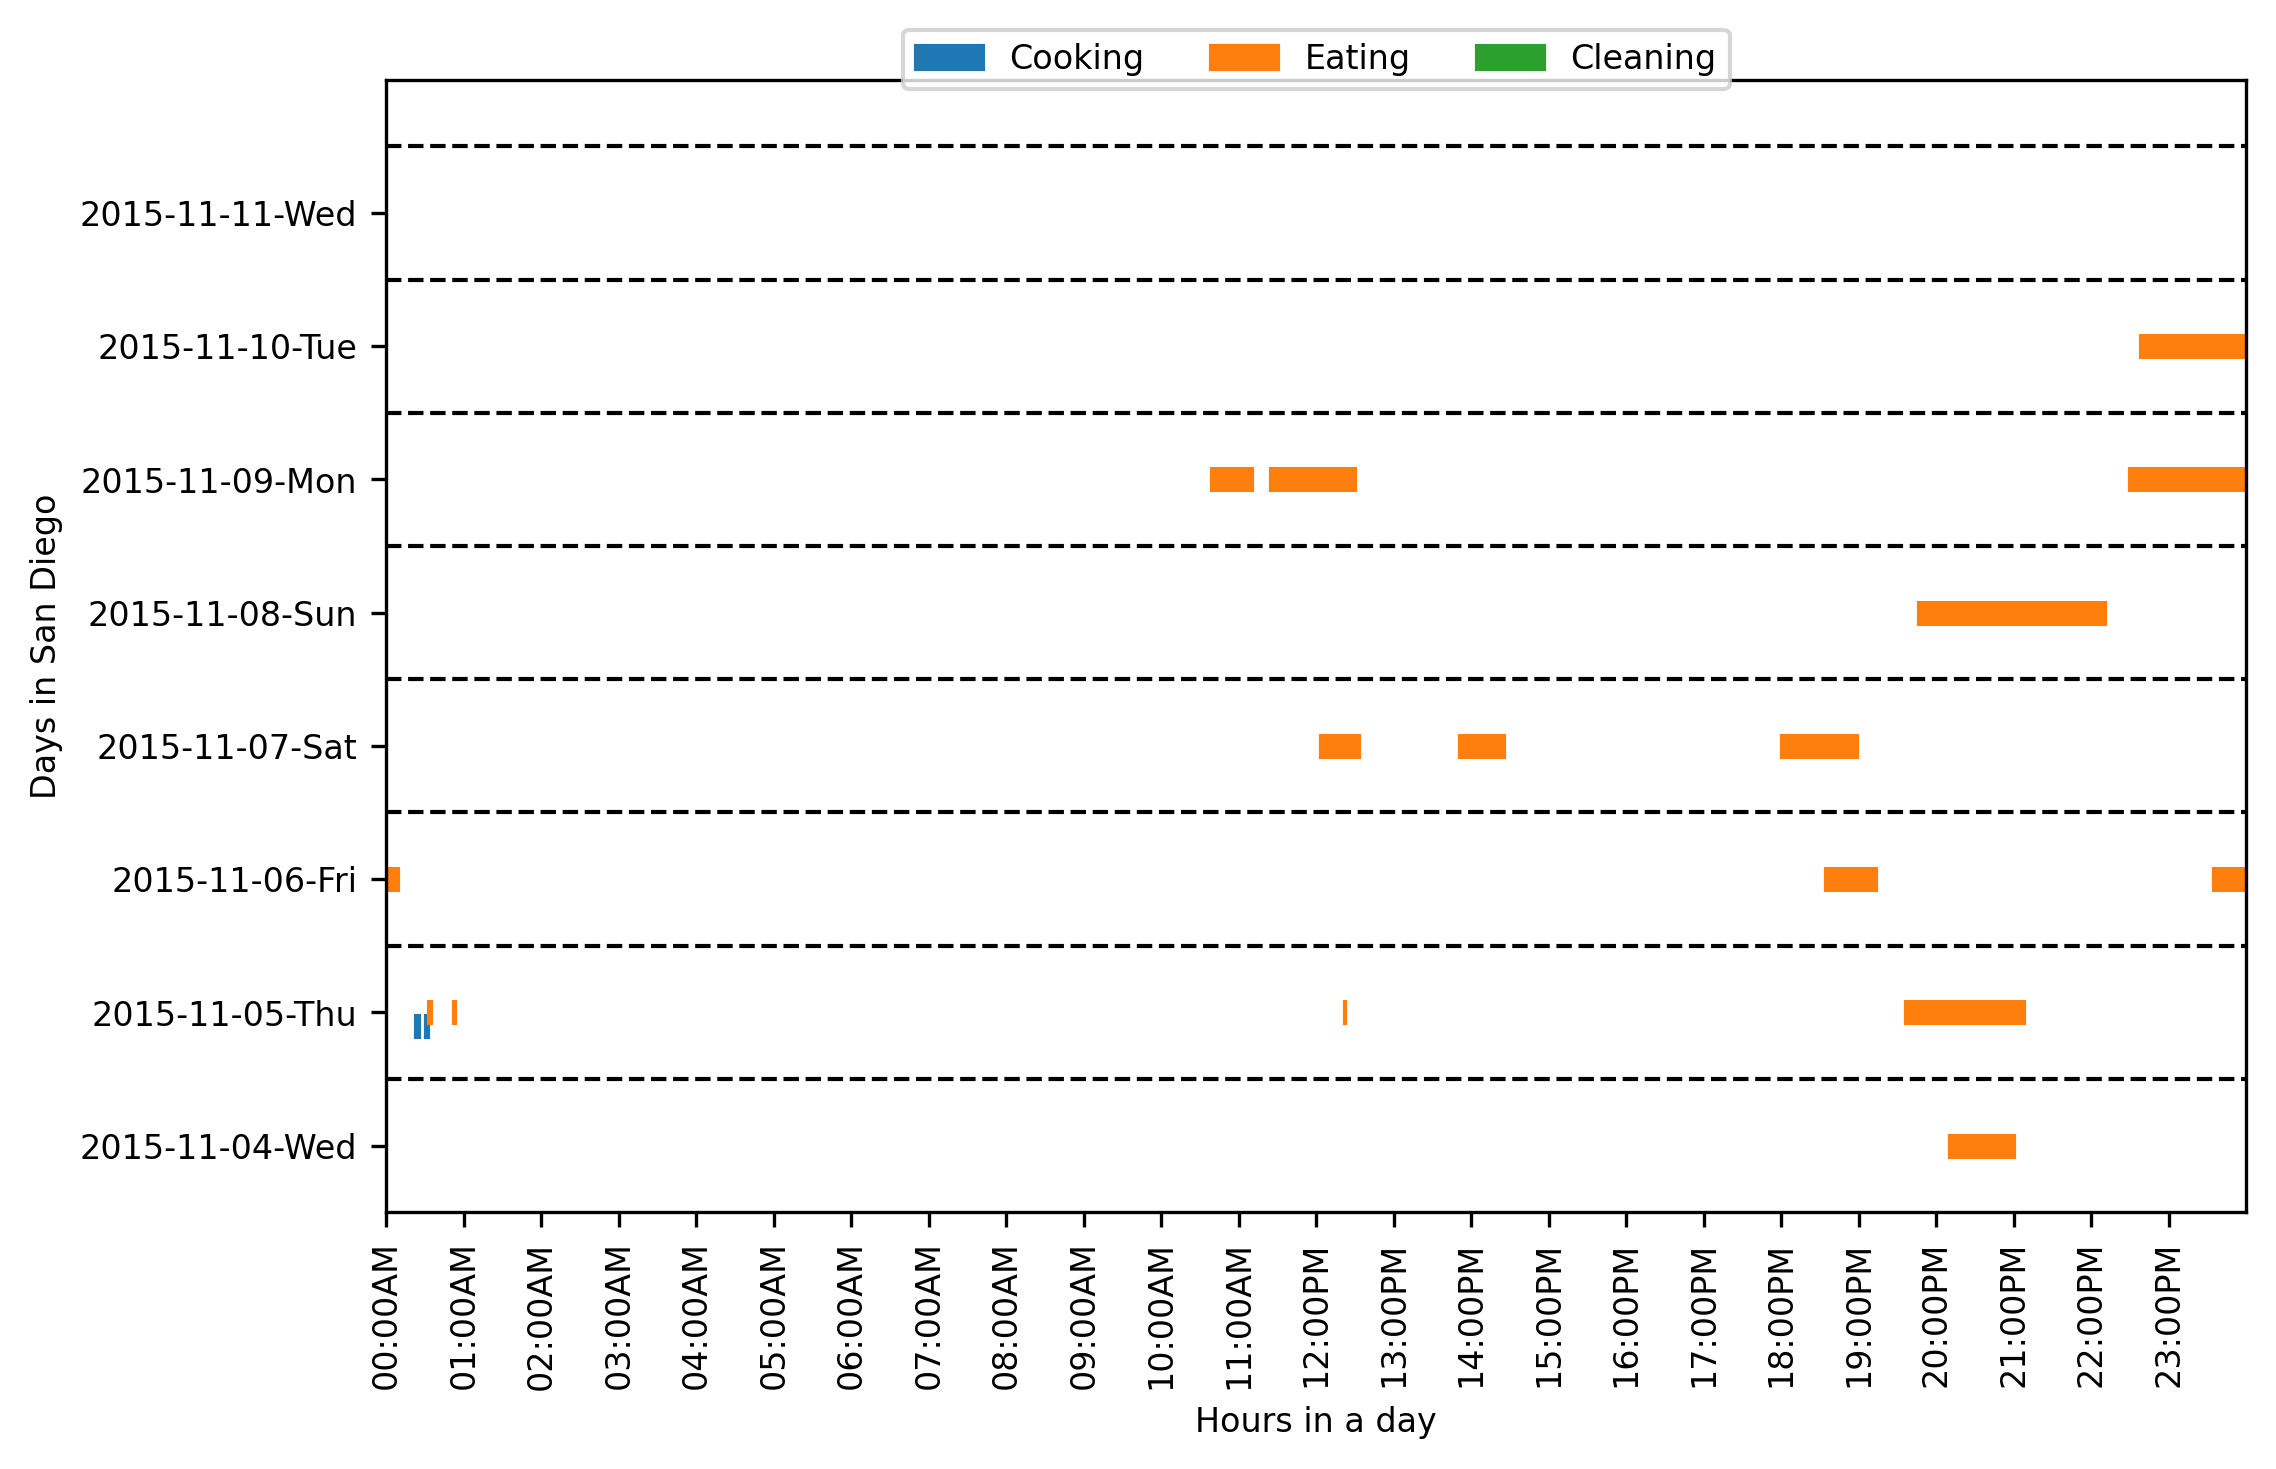 Cooking Eating Cleaning
2015-11-11-Wed
2015-11-10-Tue
2015-11-09-Mon
2015-11-08-Sun
2015-11-07-Sat
2015-11-06-Fri
2015-11-05-Thu
2015-11-04-Wed
Days in San Diego
00:00AM
01:00AM
02:00AM
03:00AM
04:00AM
05:00AM
06:00AM
07:00AM
08:00AM
09:00AM
10:00AM
11:00AM
12:00PM
13:00PM
14:00PM
15:00PM
16:00PM
17:00PM
18:00PM
19:00PM
20:00PM
21:00PM
22:00PM
23:00PM
Hours in a day